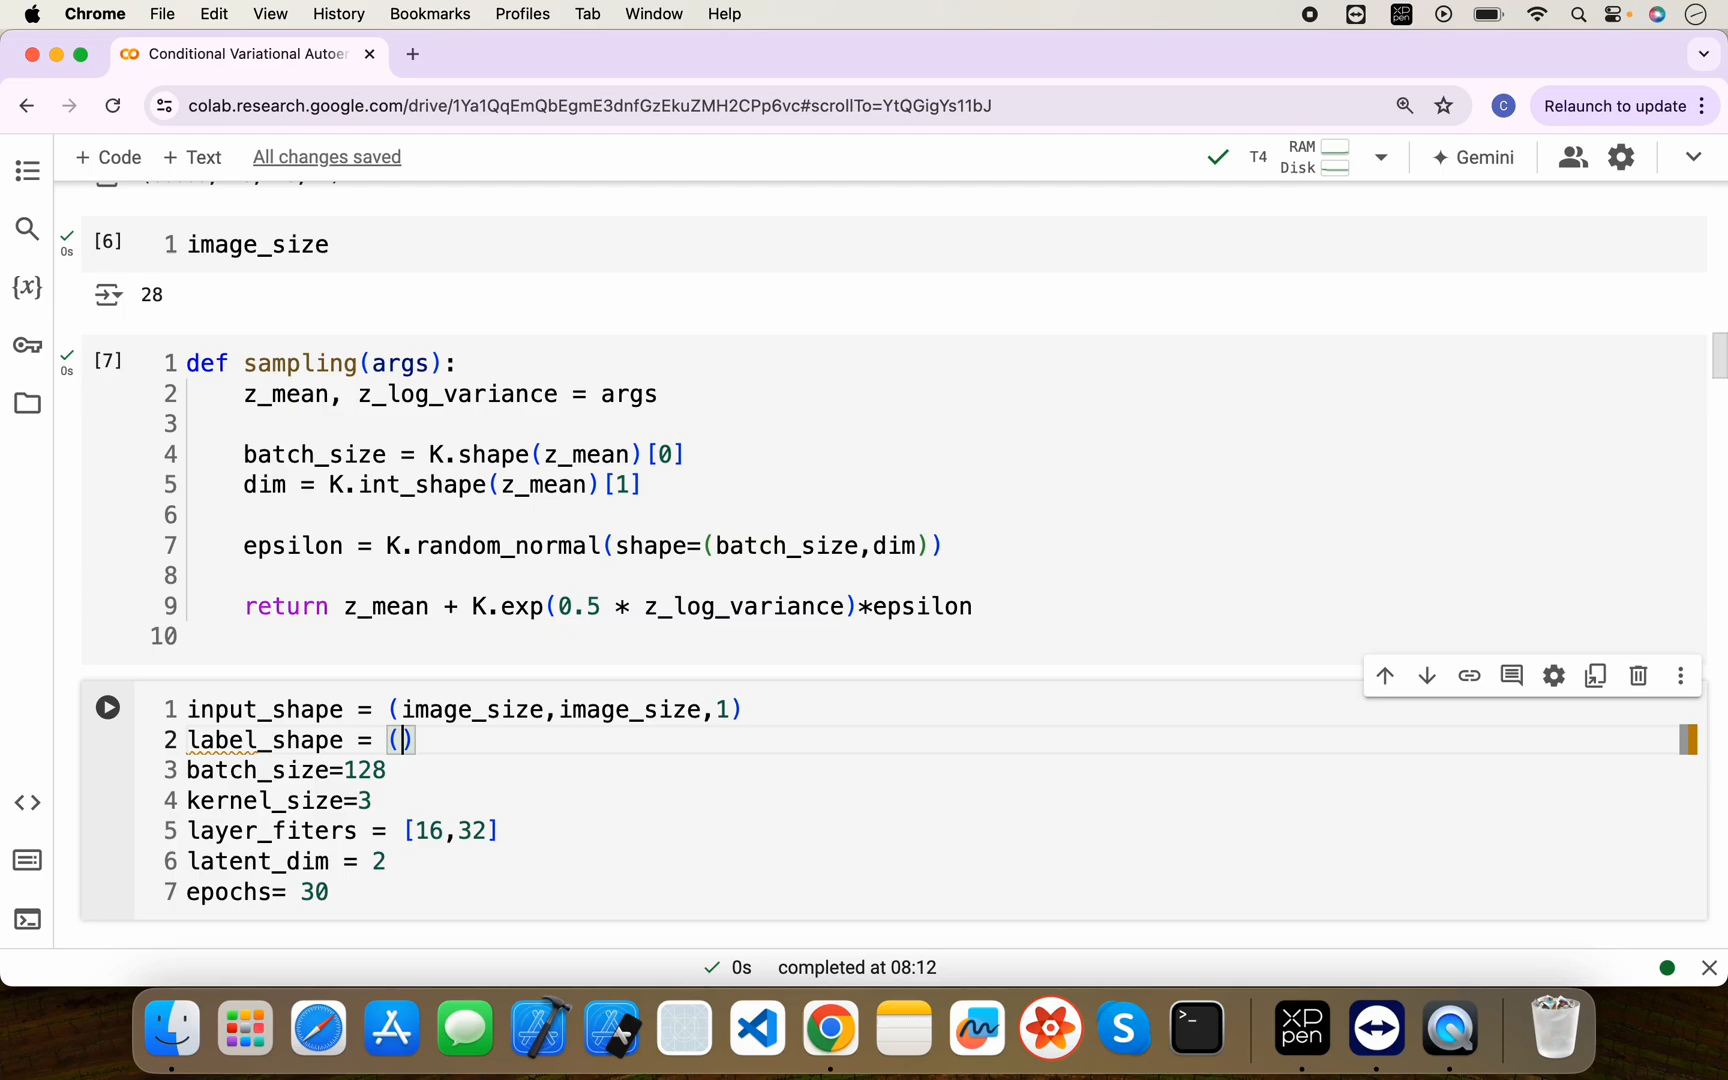 Chrome File Edit View History Bookmarks Profiles Tab Window Help
Conditional Variational Autoer
colab.research.google.com/drive/1Ya1QqEmQbEgmE3dnfGzEkuZMH2CPp6vc#scrollTo=YtQGigYs11bJ
C
Relaunch to update
+ Code + Text All changes saved
T4 RAM Disk Gemini
0s [6] 1 image_size
28
0s [7] 1 def sampling(args):
2 z_mean, z_log_variance = args
3
4 batch_size = K.shape(z_mean)[0]
5 dim = K.int_shape(z_mean)[1]
6
7 epsilon = K.random_normal(shape=(batch_size,dim))
8
9 return z_mean + K.exp(0.5 * z_log_variance)*epsilon
10
1 input_shape = (image_size,image_size,1)
2 label_shape = ()
3 batch_size=128
4 kernel_size=3
5 layer_fiters = [16,32]
6 latent_dim = 2
7 epochs= 30
0s completed at 08:12
XP pen